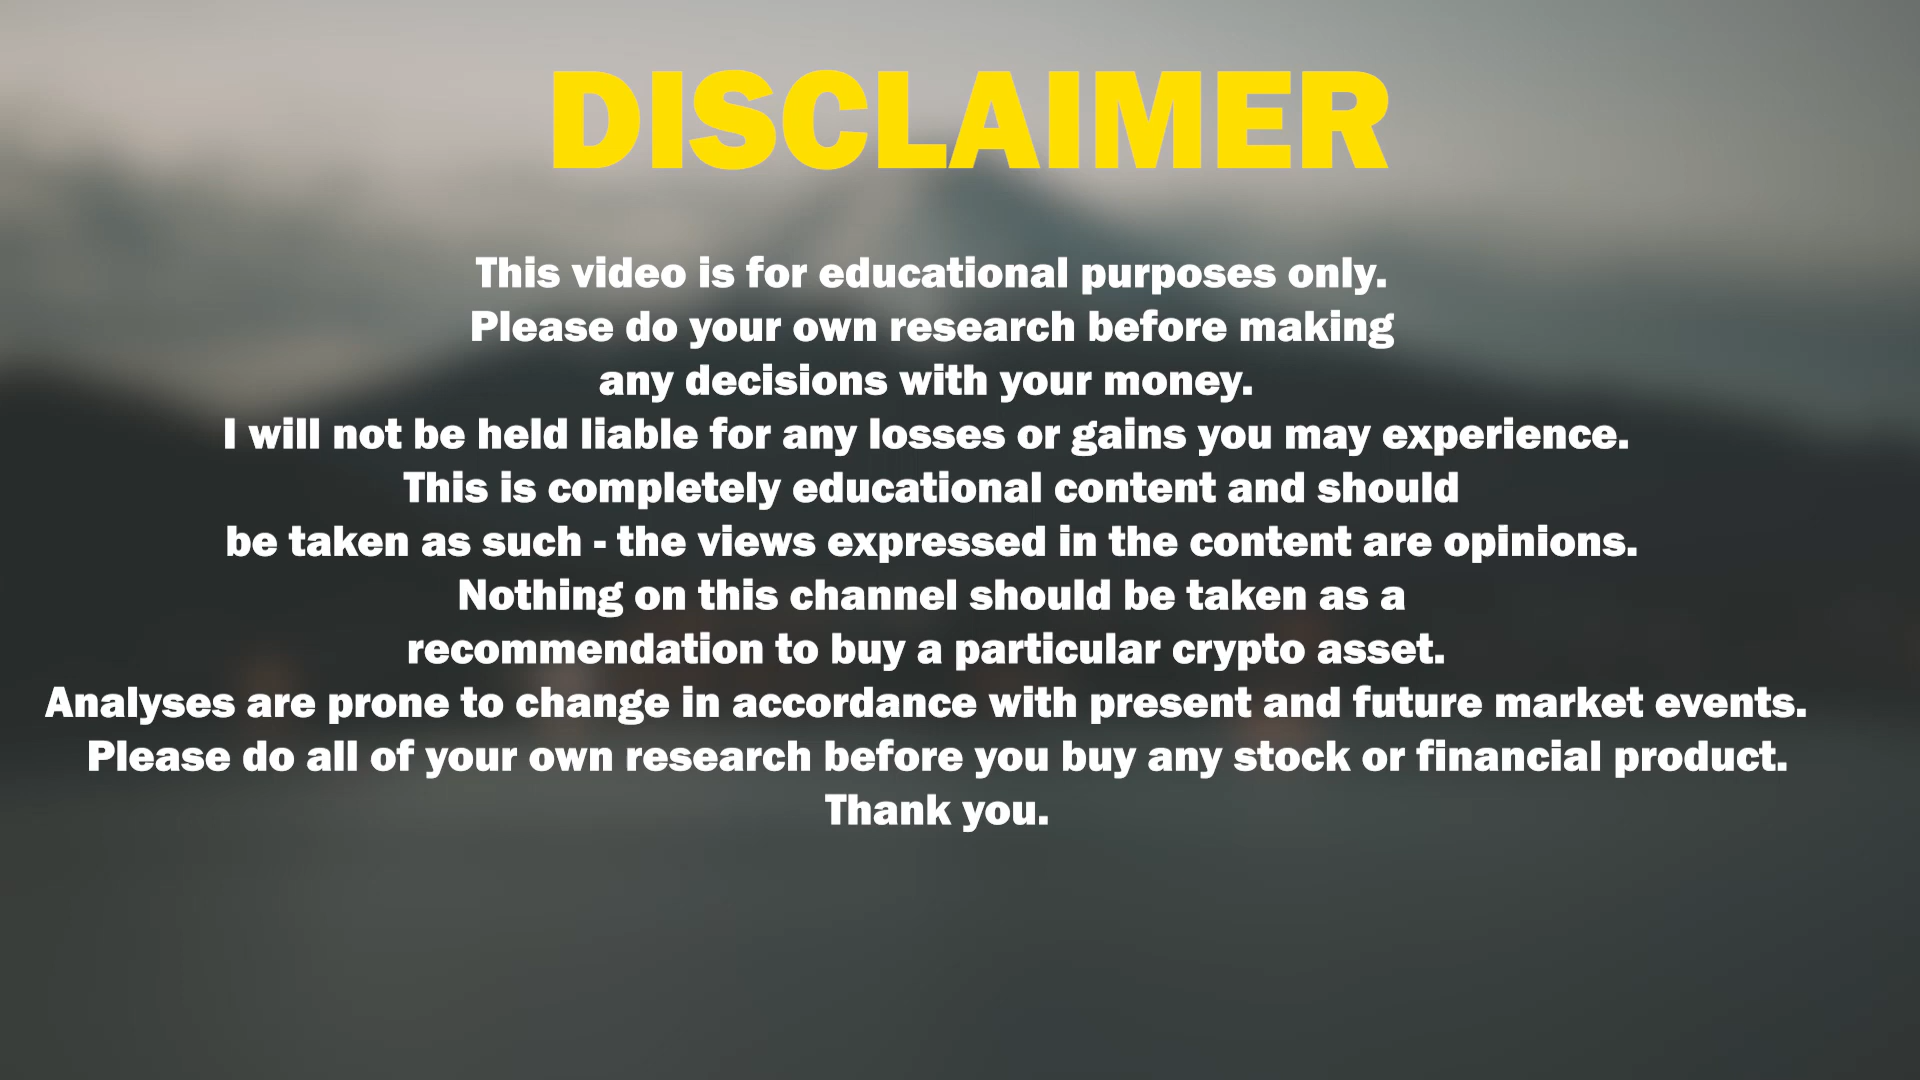 DISCLAIMER
This video is for educational purposes only.
Please do your own research before making
any decisions with your money.
I will not be held liable for any losses or gains you may experience.
This is completely educational content and should
be taken as such - the views expressed in the content are opinions.
Nothing on this channel should be taken as a
recommendation to buy a particular crypto asset.
Analyses are prone to change in accordance with present and future market events.
Please do all of your own research before you buy any stock or financial product.
Thank you.